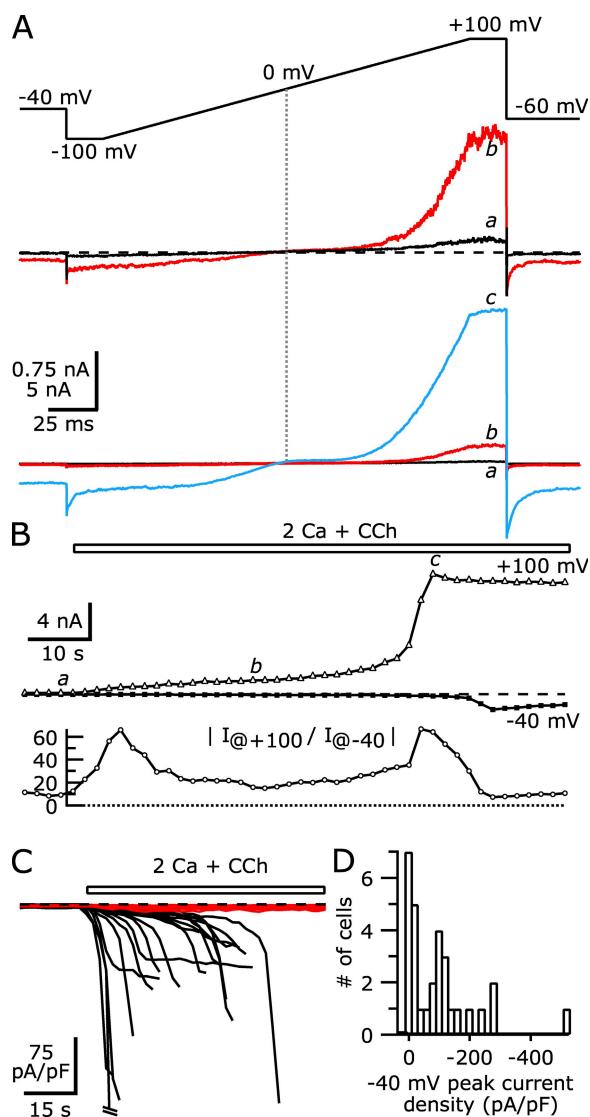 A
+100 mV
0 mV
-40 mV
-100 mV
-60 mV
b
a
c
0.75 nA
5 nA
25 ms
b
a
B
2 Ca + CCh
+100 mV
c
4 nA
10 s
a
b
-40 mV
60
40
20
0
| I@+100 / I@-40 |
C
2 Ca + CCh
75
pA/pF
15 s
D
# of cells
6
4
2
0
0 -200 -400
-40 mV peak current
density (pA/pF)